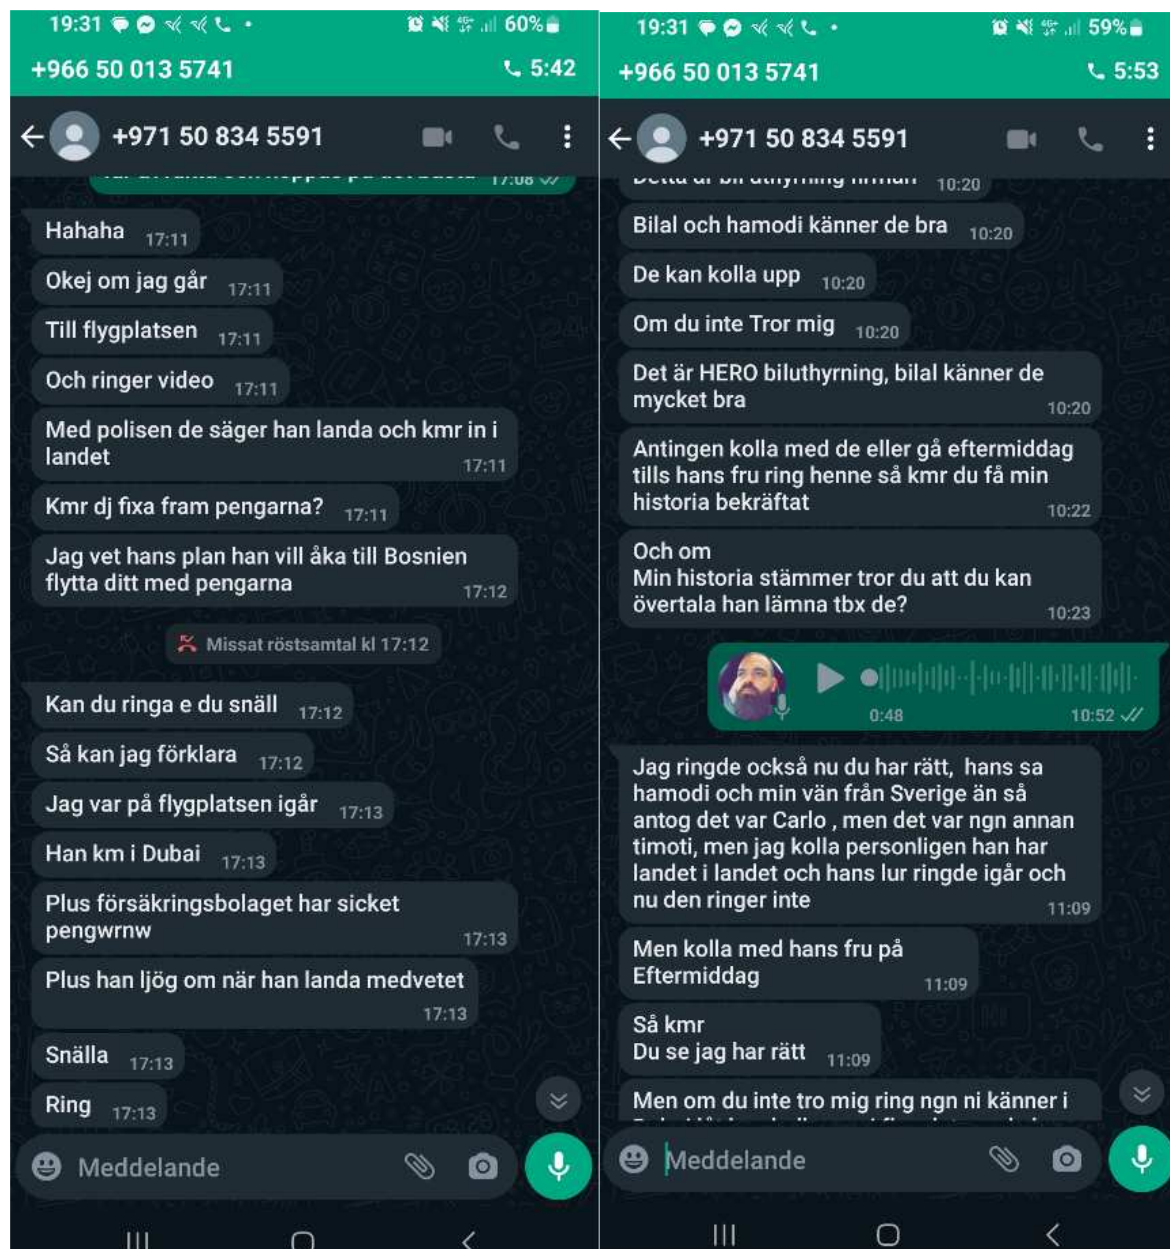 19:31
60%
+966 50 013 5741
5:42
+971 50 834 5591
17:08
Hahaha 17:11
Okej om jag går 17:11
Till flygplatsen 17:11
Och ringer video 17:11
Med polisen de säger han landa och kmr in i
landet 17:11
Kmr dj fixa fram pengarna? 17:11
Jag vet hans plan han vill åka till Bosnien
flytta ditt med pengarna 17:12
Missat röstsamtal kl 17:12
Kan du ringa e du snäll 17:12
Så kan jag förklara 17:12
Jag var på flygplatsen igår 17:13
Han km i Dubai 17:13
Plus försäkringsbolaget har sicket
pengwrnw 17:13
Plus han ljög om när han landa medvetet
17:13
Snälla 17:13
Ring 17:13
Meddelande
19:31
59%
+966 50 013 5741
5:53
+971 50 834 5591
Detta är bil uthyrning firman 10:20
Bilal och hamodi känner de bra 10:20
De kan kolla upp 10:20
Om du inte Tror mig 10:20
Det är HERO biluthyrning, bilal känner de
mycket bra 10:20
Antingen kolla med de eller gå eftermiddag
tills hans fru ring henne så kmr du få min
historia bekräftat 10:22
Och om
Min historia stämmer tror du att du kan
övertala han lämna tbx de? 10:23
0:48 10:52
Jag ringde också nu du har rätt, hans sa
hamodi och min vän från Sverige än så
antog det var Carlo , men det var ngn annan
timoti, men jag kolla personligen han har
landet i landet och hans lur ringde igår och
nu den ringer inte 11:09
Men kolla med hans fru på
Eftermiddag 11:09
Så kmr
Du se jag har rätt 11:09
Men om du inte tro mig ring ngn ni känner i
Meddelande